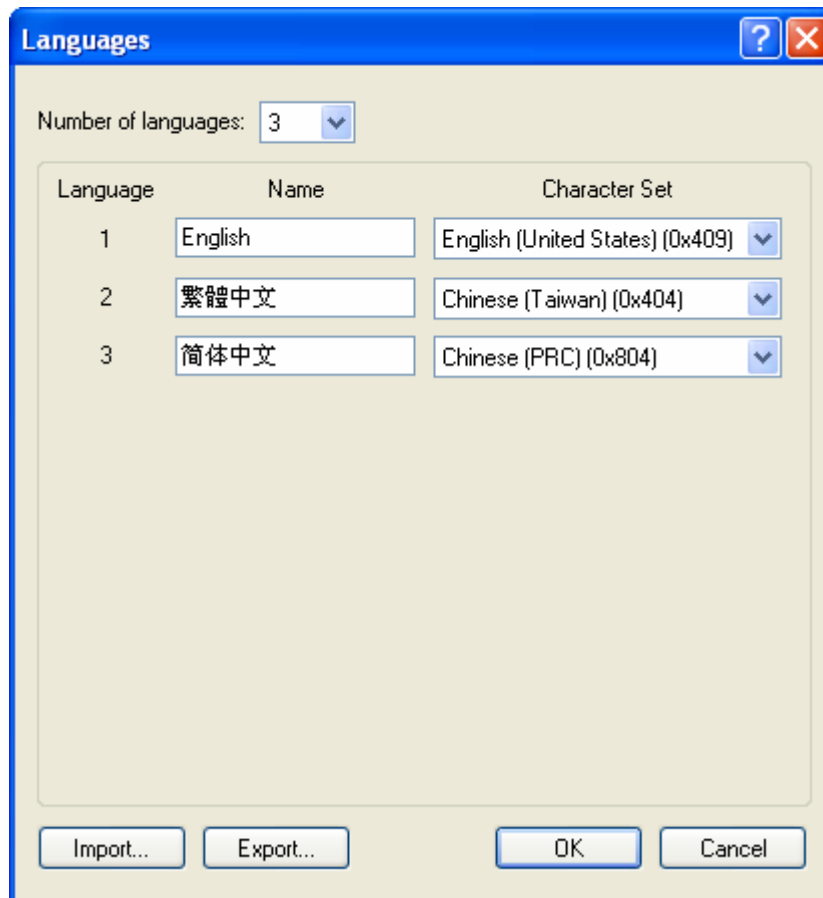 Languages
Number of languages: 3
Language Name Character Set
1 English English (United States) (0x409)
2 繁體中文 Chinese (Taiwan) (0x404)
3 简体中文 Chinese (PRC) (0x804)
Import... Export... OK Cancel